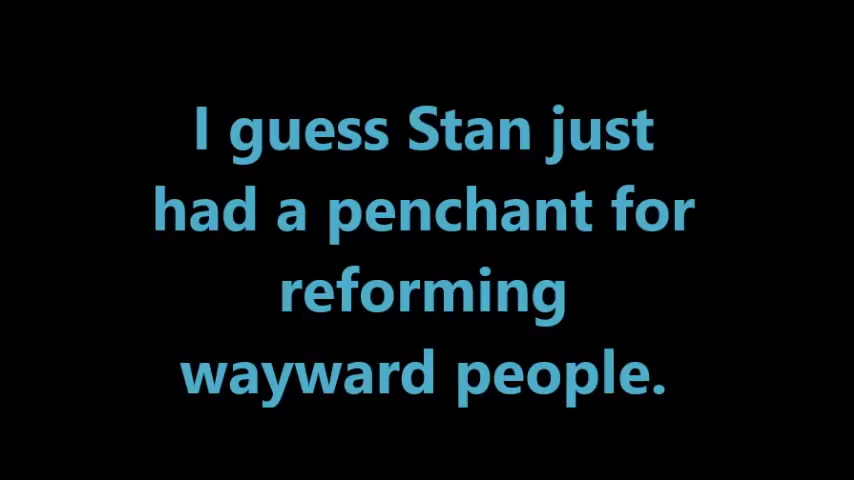 I guess Stan just
had a penchant for
reforming
wayward people.